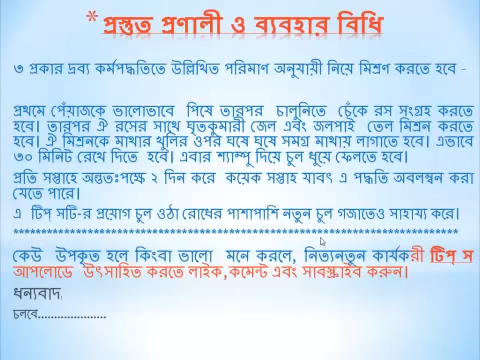 *প্রস্তুত প্রণালী ও ব্যবহার বিধি
৩ প্রকার দ্রব্য কর্মপদ্ধতিতে উল্লিখিত পরিমাণ অনুযায়ী নিয়ে মিশ্রণ করতে হবে -
প্রথমে পেঁয়াজকে ভালোভাবে পিষে তারপর চালুনিতে ঢেঁকে রস সংগ্রহ করতে
হবে। তারপর ঐ রসের সাথে ঘৃতকুমারী জেল এবং জলপাই তেল মিশ্রন করতে
হবে। ঐ মিশ্রনকে মাথার খুলির ওপর ঘষে ঘষে সমগ্র মাথায় লাগাতে হবে। এভাবে
৩০ মিনিট রেখে দিতে হবে। এবার শ্যাম্পু দিয়ে চুল ধুয়ে ফেলতে হবে।
প্রতি সপ্তাহে অন্ততঃপক্ষে ২ দিন করে কয়েক সপ্তাহ যাবৎ এ পদ্ধতি অবলম্বন করা
যেতে পারে।
এ টিপ্ সটি-র প্রয়োগ চুল ওঠা রোধের পাশাপাশি নতুন চুল গজাতেও সাহায্য করে।
******************************************************************************
কেউ উপকৃত হলে কিংবা ভালো মনে করলে, নিত্যনতুন কার্যকরী টিপ্ স
আপলোডে উৎসাহিত করতে লাইক,কমেন্ট এবং সাবস্ক্রাইব করুন।
ধন্যবাদ,
চলবে.....................